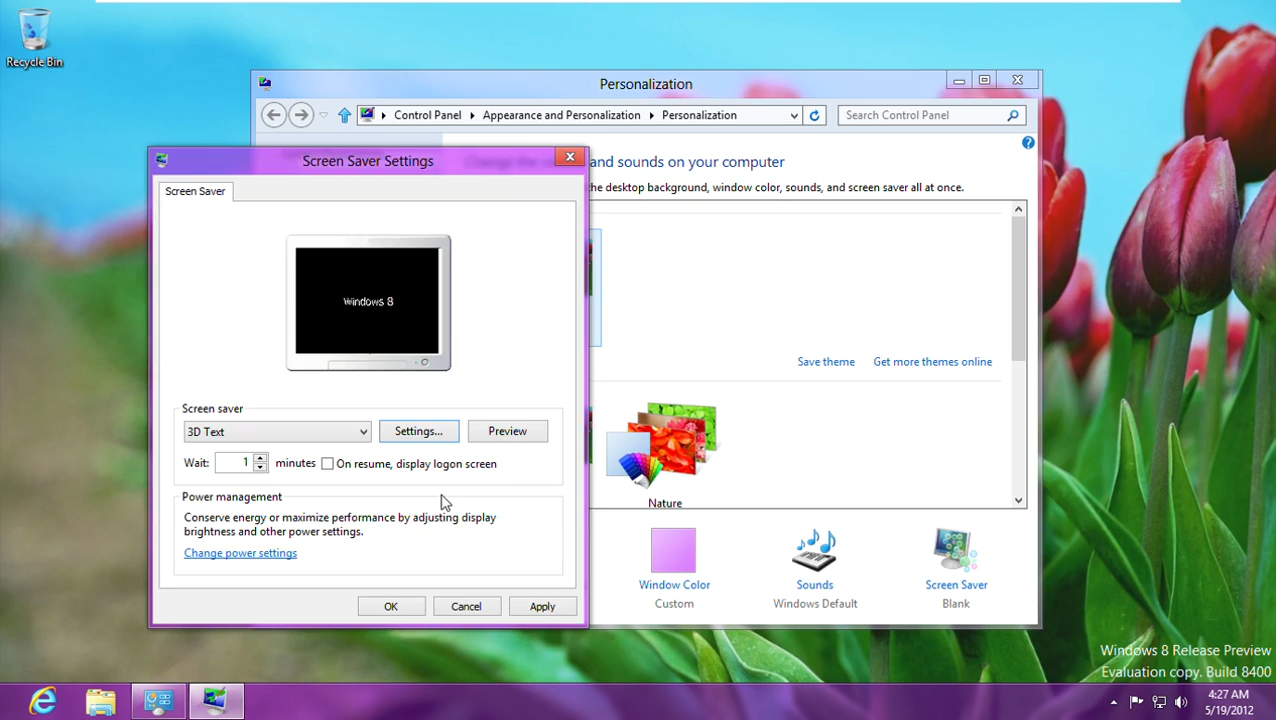 Recycle Bin
Personalization
Control Panel
Appearance and Personalization
Personalization
Search Control Panel
and sounds on your computer
the desktop background, window color, sounds, and screen saver all at once.
Screen Saver Settings
Screen Saver
Windows 8
Screen saver
3D Text
Settings...
Preview
Wait:
1
minutes
On resume, display logon screen
Power management
Conserve energy or maximize performance by adjusting display
brightness and other power settings.
Change power settings
OK
Cancel
Apply
Save theme
Get more themes online
Nature
Window Color
Custom
Sounds
Windows Default
Screen Saver
Blank
Windows 8 Release Preview
Evaluation copy. Build 8400
4:27 AM
5/19/2012